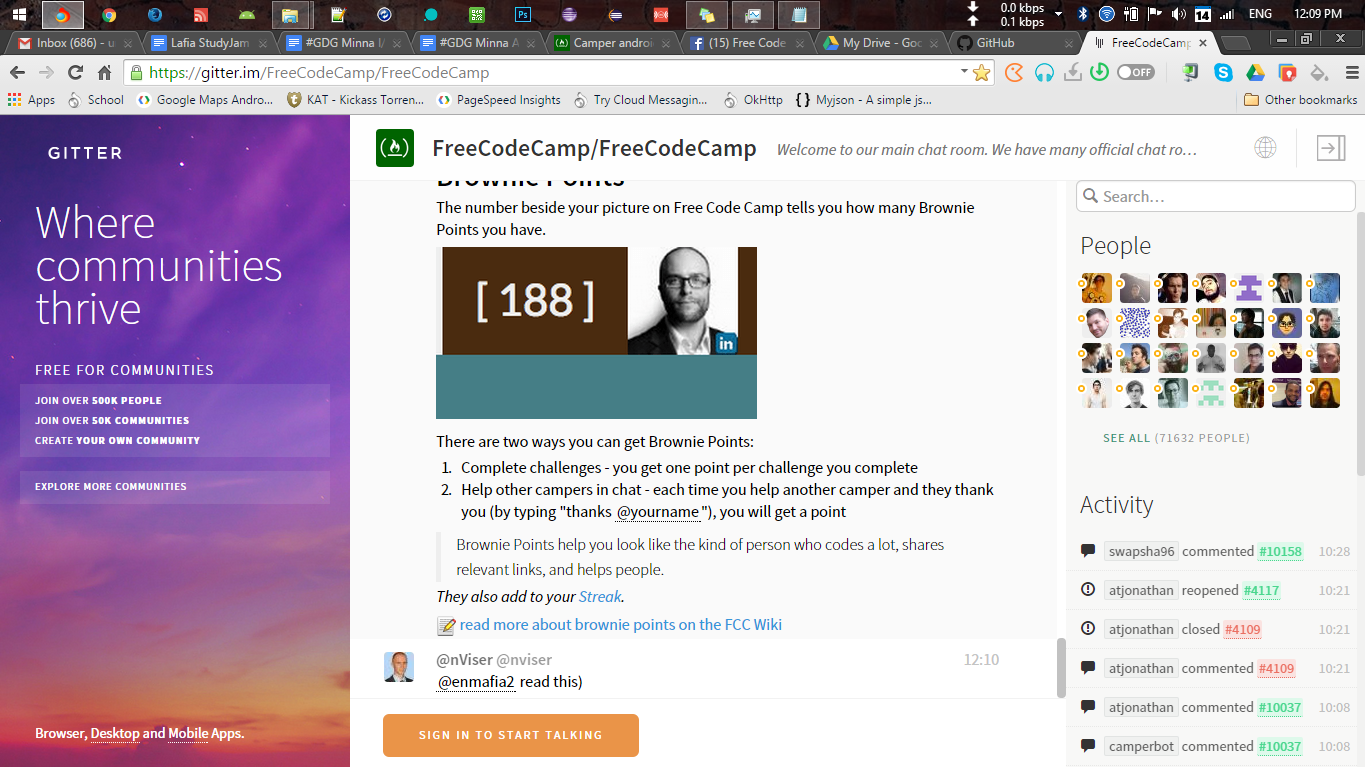 0.0 kbps
0.1 kbps
14
ENG
12:09 PM
Inbox (686) - u
Lafia StudyJam
#GDG Minna I/
#GDG Minna A
Camper androi
(15) Free Code
My Drive - Goo
GitHub
FreeCodeCamp
https://gitter.im/FreeCodeCamp/FreeCodeCamp
OFF
Apps
School
Google Maps Andro...
KAT - Kickass Torren...
PageSpeed Insights
Try Cloud Messagin...
OkHttp
Myjson - A simple js...
Other bookmarks
GITTER
Where
communities
thrive
FREE FOR COMMUNITIES
JOIN OVER 500K PEOPLE
JOIN OVER 50K COMMUNITIES
CREATE YOUR OWN COMMUNITY
EXPLORE MORE COMMUNITIES
Browser, Desktop and Mobile Apps.
FreeCodeCamp/FreeCodeCamp
Welcome to our main chat room. We have many official chat ro…
Brownie Points
The number beside your picture on Free Code Camp tells you how many Brownie
Points you have.
[ 188 ]
in
There are two ways you can get Brownie Points:
1. Complete challenges - you get one point per challenge you complete
2. Help other campers in chat - each time you help another camper and they thank
you (by typing "thanks @yourname"), you will get a point
Brownie Points help you look like the kind of person who codes a lot, shares
relevant links, and helps people.
They also add to your Streak.
read more about brownie points on the FCC Wiki
@nViser @nviser
12:10
@enmafia2 read this)
SIGN IN TO START TALKING
Search…
People
SEE ALL (71632 PEOPLE)
Activity
swapsha96 commented #10158 10:28
atjonathan reopened #4117 10:21
atjonathan closed #4109 10:21
atjonathan commented #4109 10:21
atjonathan commented #10037 10:08
camperbot commented #10037 10:08